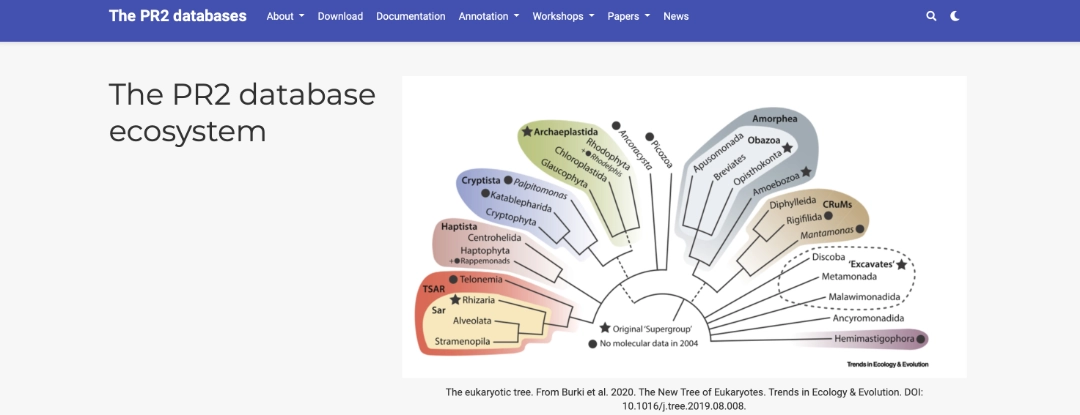 The PR2 databases
About
Download
Documentation
Annotation
Workshops
Papers
News
The PR2 database
ecosystem
Archaeplastida
Rhodophyta
+●Rhodelphis
Chloroplastida
Glaucophyta
Ancoracysta
Picozoa
Amorphea
Obazoa
Apusomonada
Breviates
Opisthokonta
Amoebozoa
Cryptista
Palpitomonas
Katablepharida
Cryptophyta
Diphylleida
CRuMs
Rigifilida
Mantamonas
Haptista
Centrohelida
Haptophyta
+●Rappemonads
Discoba
'Excavates'
Metamonada
Malawimonadida
Ancyromonadida
Hemimastigophora
TSAR
Telonemia
Rhizaria
Sar
Alveolata
Stramenopila
Original 'Supergroup'
No molecular data in 2004
Trends in Ecology & Evolution
The eukaryotic tree. From Burki et al. 2020. The New Tree of Eukaryotes. Trends in Ecology & Evolution. DOI:
10.1016/j.tree.2019.08.008.